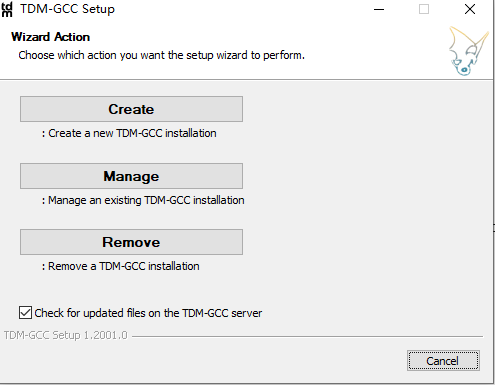 tdm TDM-GCC Setup
Wizard Action
Choose which action you want the setup wizard to perform.
Create
: Create a new TDM-GCC installation
Manage
: Manage an existing TDM-GCC installation
Remove
: Remove a TDM-GCC installation
Check for updated files on the TDM-GCC server
TDM-GCC Setup 1.2001.0
Cancel